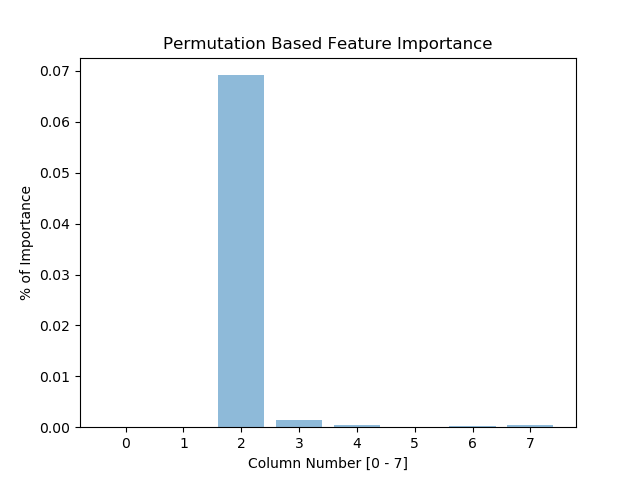 Permutation Based Feature Importance
0.07
0.06
0.05
0.04
0.03
0.02
0.01
0.00
% of Importance
0 1 2 3 4 5 6 7
Column Number [0 - 7]